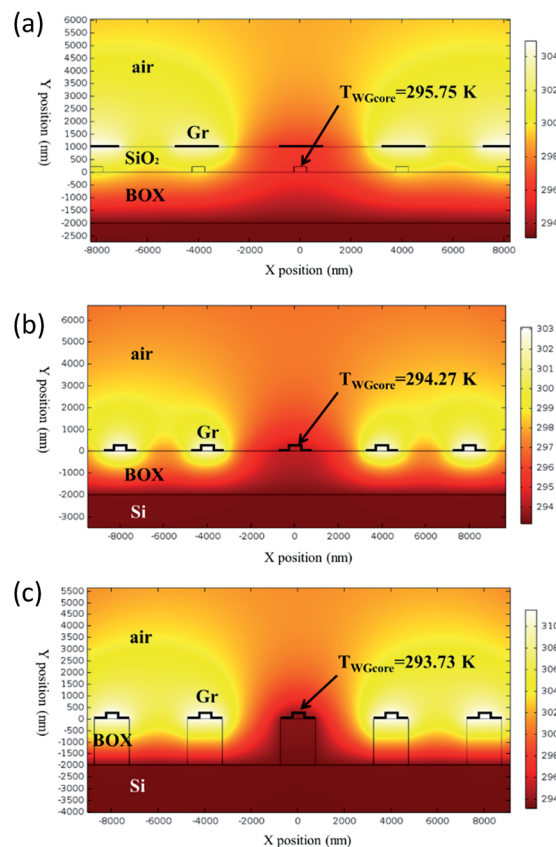 (a)
6000
5500
5000
4500
4000
3500
3000
2500
2000
1500
1000
500
0
-500
-1000
-1500
-2000
-2500
Y position (nm)
air
Gr
SiO₂
BOX
T_WGcore=295.75 K
-8000 -6000 -4000 -2000 0 2000 4000 6000 8000
X position (nm)
304
302
300
298
296
294
(b)
6000
5000
4000
3000
2000
1000
0
-1000
-2000
-3000
Y position (nm)
air
Gr
BOX
Si
T_WGcore=294.27 K
-8000 -6000 -4000 -2000 0 2000 4000 6000 8000
X position (nm)
303
302
301
300
299
298
297
296
295
294
(c)
5500
5000
4500
4000
3500
3000
2500
2000
1500
1000
500
0
-500
-1000
-1500
-2000
-2500
-3000
-3500
-4000
Y position (nm)
air
Gr
BOX
Si
T_WGcore=293.73 K
-8000 -6000 -4000 -2000 0 2000 4000 6000 8000
X position (nm)
310
308
306
304
302
300
298
296
294